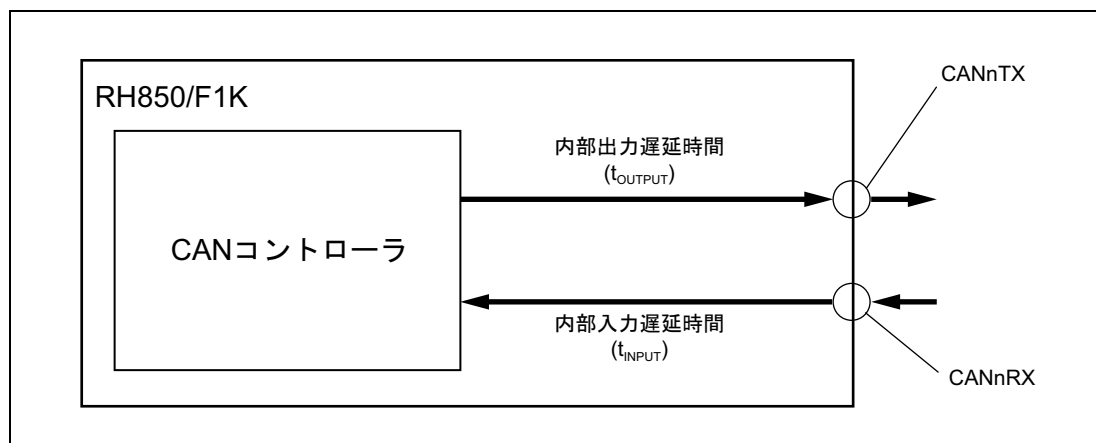 RH850/F1K
CANコントローラ
内部出力遅延時間
(tOUTPUT)
内部入力遅延時間
(tINPUT)
CANnTX
CANnRX